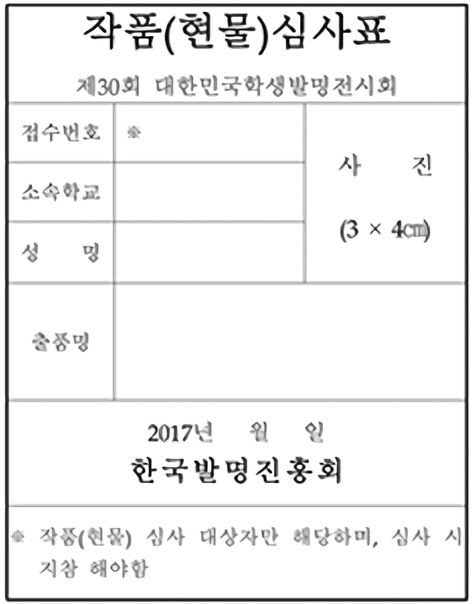 작품(현물)심사표
제30회 대한민국학생발명전시회
접수번호 ※
사 진
소속학교
(3 × 4㎝)
성 명
출품명
2017년 월 일
한국발명진흥회
※ 작품(현물) 심사 대상자만 해당하며, 심사 시
지참 해야함